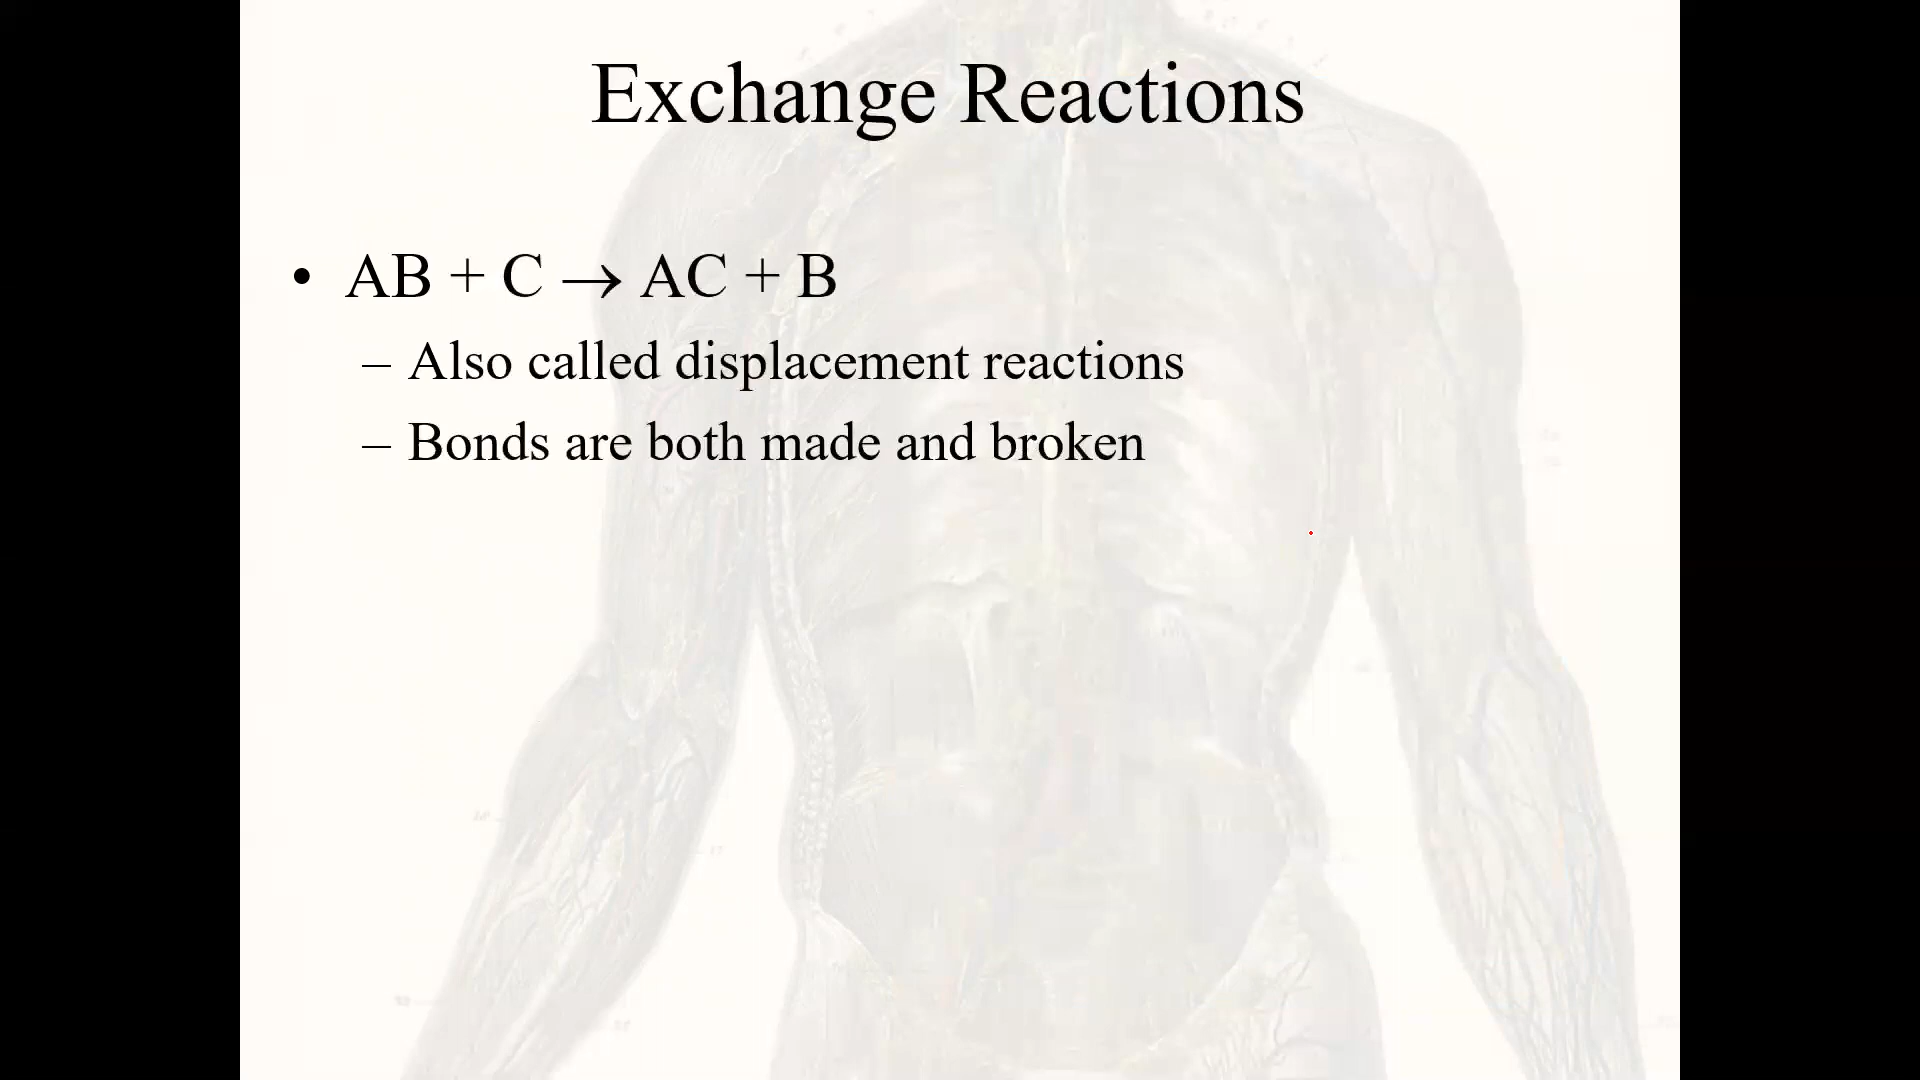 Exchange Reactions
• AB + C → AC + B
– Also called displacement reactions
– Bonds are both made and broken